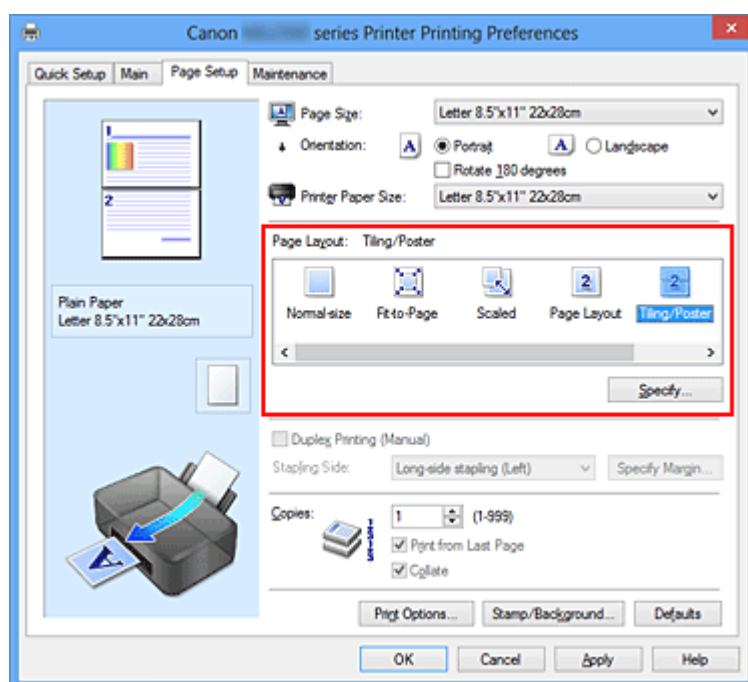 Canon series Printer Printing Preferences
Quick Setup Main Page Setup Maintenance
1
2
Plain Paper
Letter 8.5"x11" 22x28cm
Page Size: Letter 8.5"x11" 22x28cm
Orientation: A Portrait A Landscape
Rotate 180 degrees
Printer Paper Size: Letter 8.5"x11" 22x28cm
Page Layout: Tiling/Poster
2 2
Normal-size Fit-to-Page Scaled Page Layout Tiling/Poster
Specify...
Duplex Printing (Manual)
Stapling Side: Long-side stapling (Left) Specify Margin...
Copies: 1 (1-999)
Print from Last Page
Collate
A
Print Options... Stamp/Background... Defaults
OK Cancel Apply Help